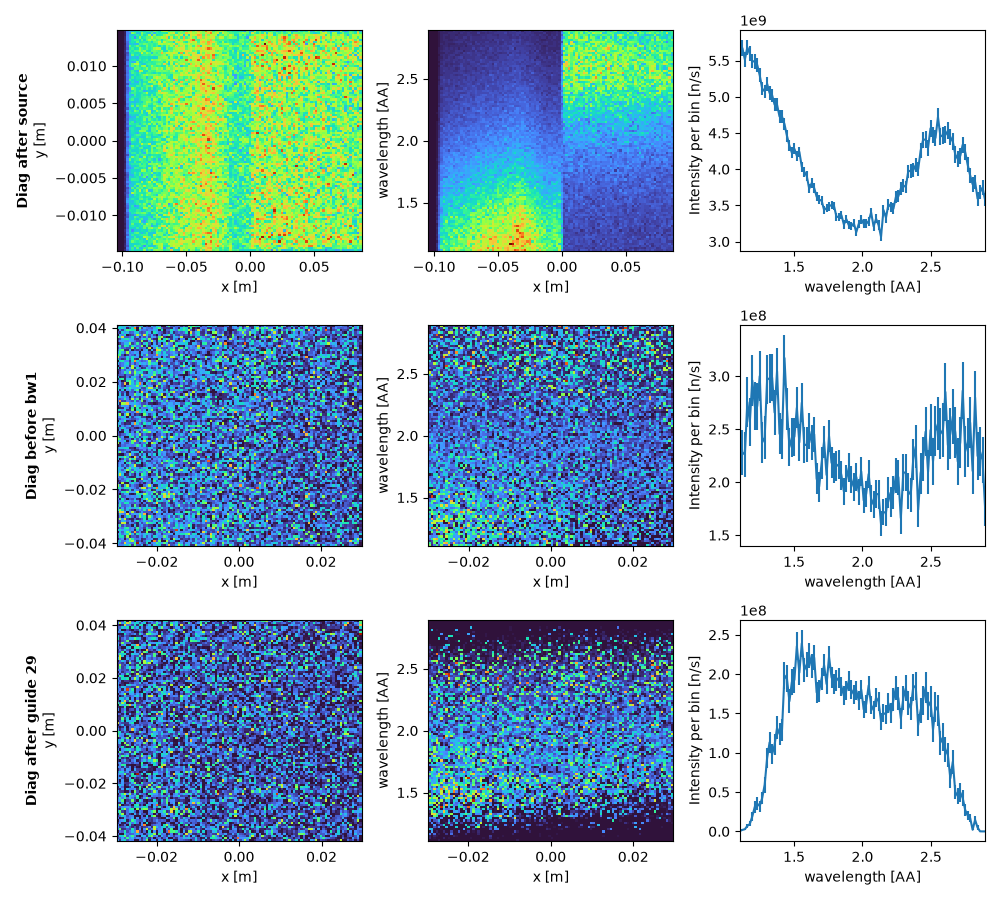 1e9
Diag after source
y [m]
0.010
0.005
0.000
−0.005
−0.010
−0.10 −0.05 0.00 0.05
x [m]
wavelength [AA]
2.5
2.0
1.5
−0.10 −0.05 0.00 0.05
x [m]
Intensity per bin [n/s]
5.5
5.0
4.5
4.0
3.5
3.0
1.5 2.0 2.5
wavelength [AA]
1e8
Diag before bw1
y [m]
0.04
0.02
0.00
−0.02
−0.04
−0.02 0.00 0.02
x [m]
wavelength [AA]
2.5
2.0
1.5
−0.02 0.00 0.02
x [m]
Intensity per bin [n/s]
3.0
2.5
2.0
1.5
1.5 2.0 2.5
wavelength [AA]
1e8
Diag after guide 29
y [m]
0.04
0.02
0.00
−0.02
−0.04
−0.02 0.00 0.02
x [m]
wavelength [AA]
2.5
2.0
1.5
−0.02 0.00 0.02
x [m]
Intensity per bin [n/s]
2.5
2.0
1.5
1.0
0.5
0.0
1.5 2.0 2.5
wavelength [AA]